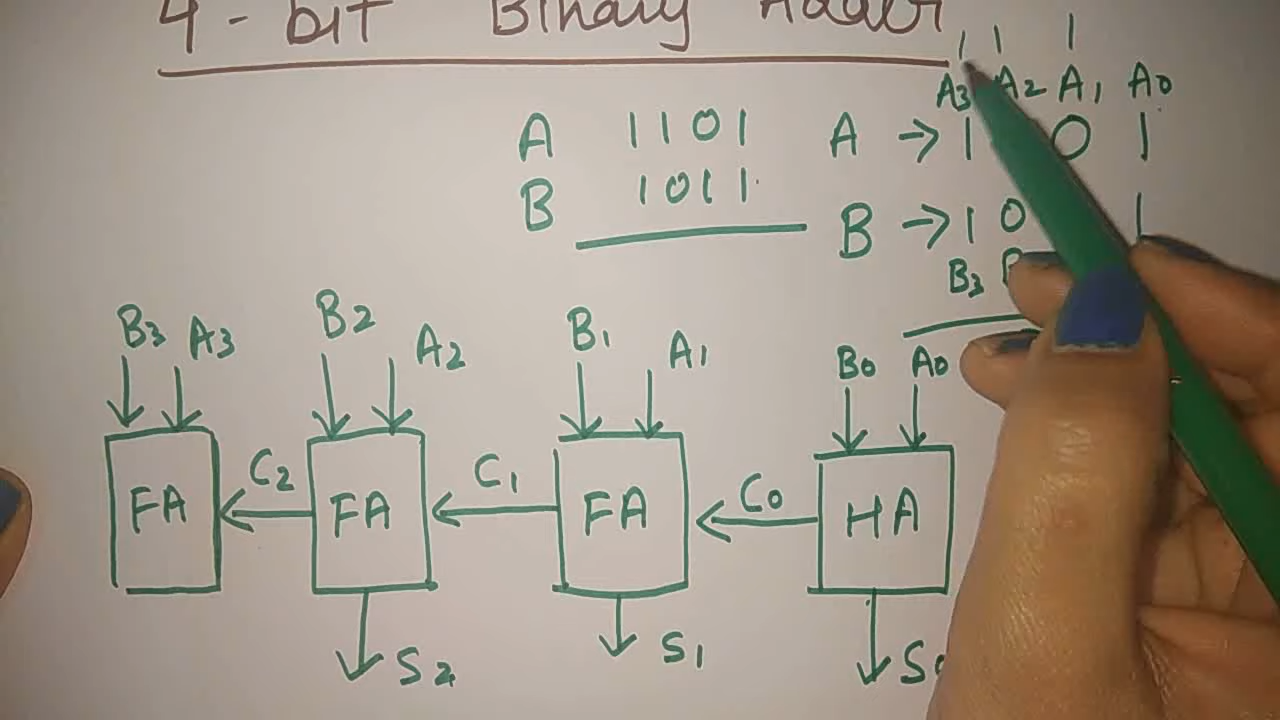 4-bit Binary Adder
1 1 1
A3 A2 A1 A0
A 1101 A → 1 0 1
B 1011 B → 1 0 1
B3
B3 A3 B2 A2 B1 A1 B0 A0
FA C2 FA C1 FA C0 HA
S2 S1